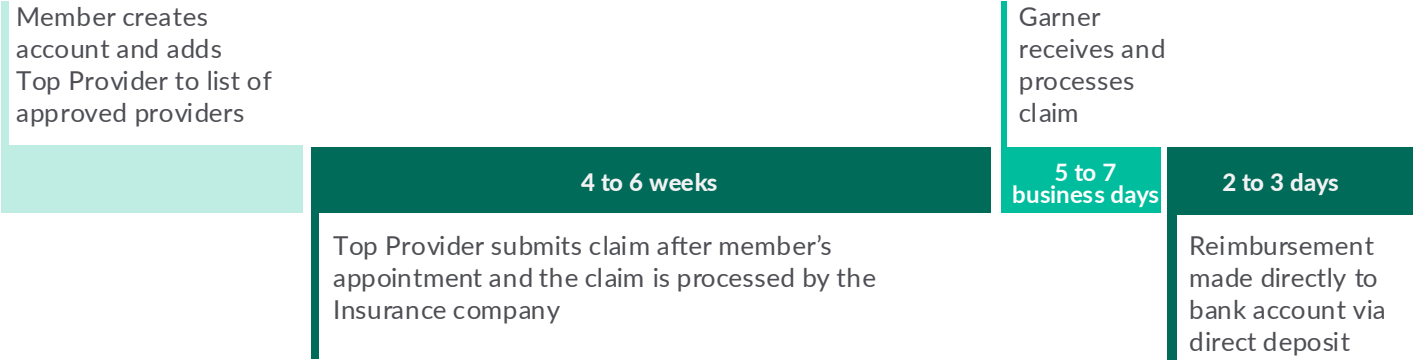 Member creates
account and adds
Top Provider to list of
approved providers
4 to 6 weeks
Top Provider submits claim after member’s
appointment and the claim is processed by the
Insurance company
Garner
receives and
processes
claim
5 to 7
business days
2 to 3 days
Reimbursement
made directly to
bank account via
direct deposit